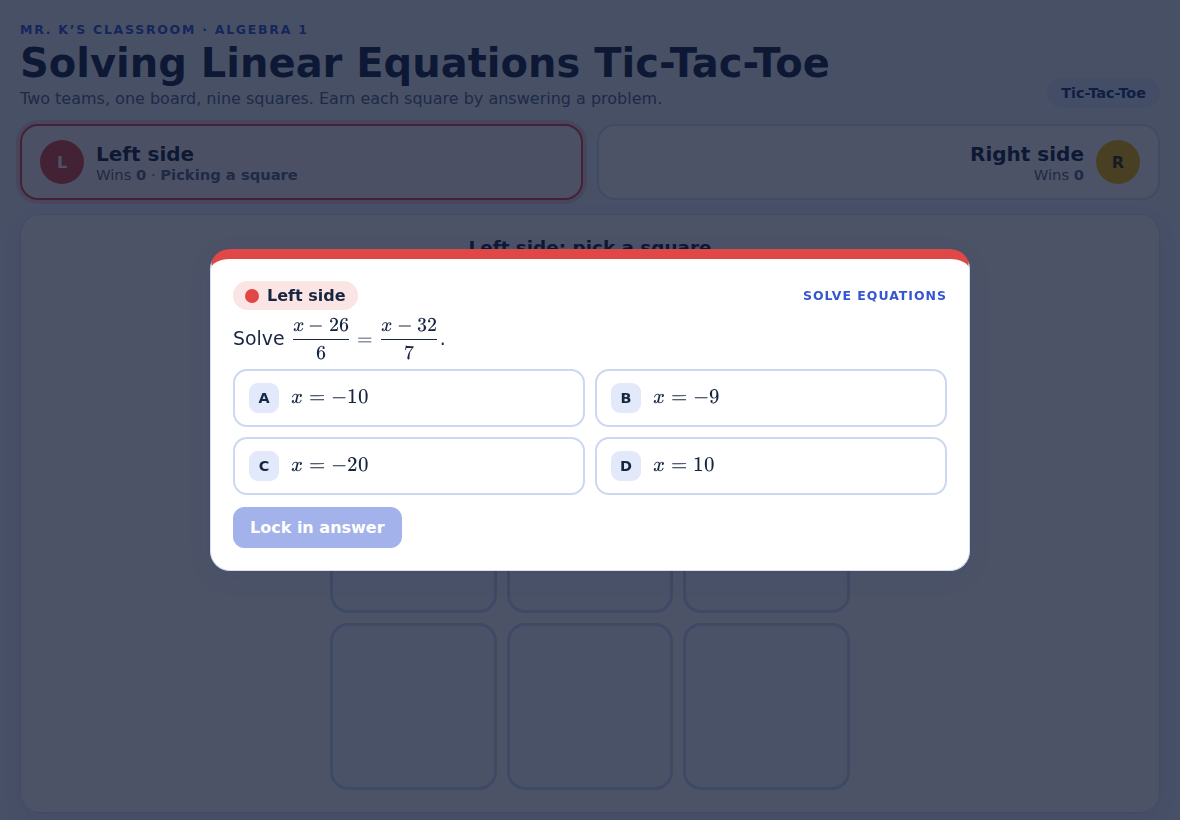 MR. K'S CLASSROOM · ALGEBRA 1
Solving Linear Equations Tic-Tac-Toe
Two teams, one board, nine squares. Earn each square by answering a problem.
Tic-Tac-Toe
L
Left side
Wins 0 · Picking a square
Right side
Wins 0
R
Left side: pick a square
Left side
SOLVE EQUATIONS
Solve \frac{x − 26}{6} = \frac{x − 32}{7}.
A x = −10
B x = −9
C x = −20
D x = 10
Lock in answer